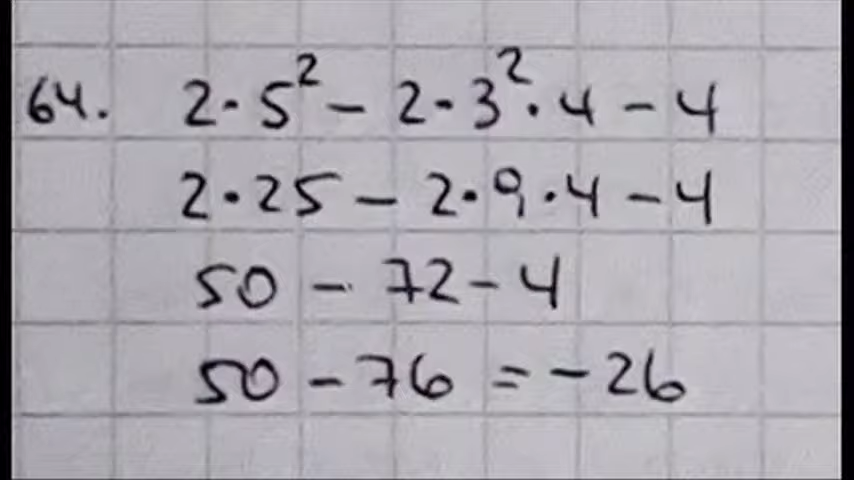 64. 2·5² – 2·3²·4 – 4
2·25 – 2·9·4 – 4
50 – 72 – 4
50 – 76 = – 26